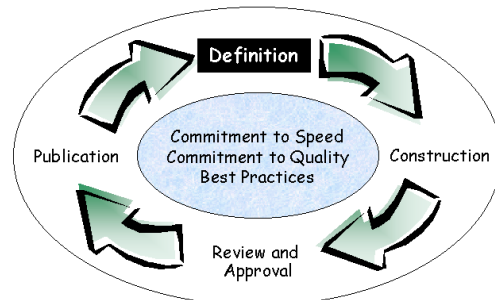 Definition
Publication
Commitment to Speed
Commitment to Quality
Best Practices
Construction
Review and
Approval